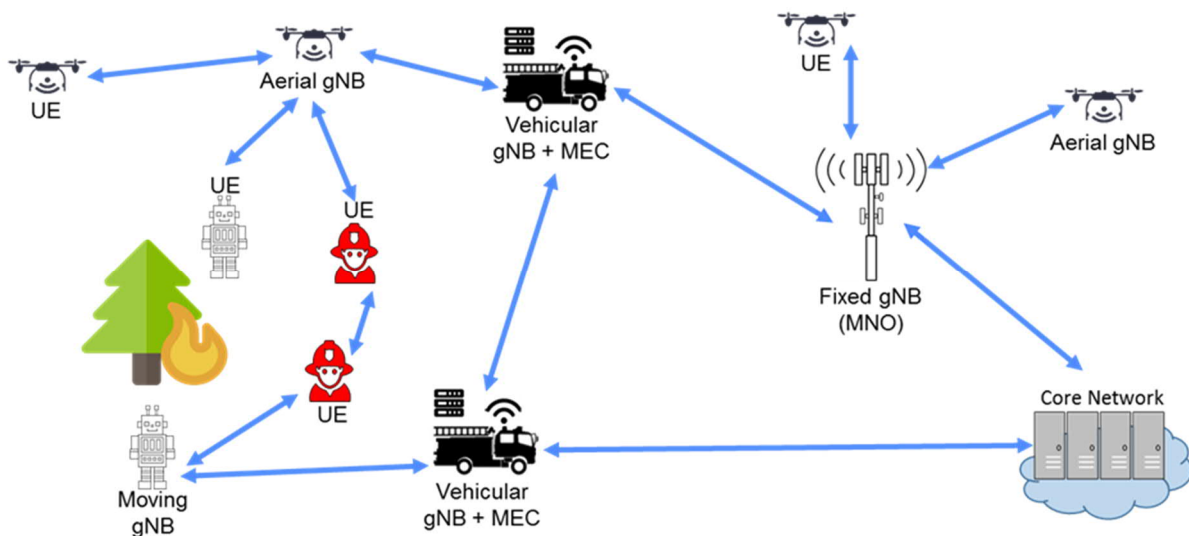 UE
Aerial gNB
Vehicular
gNB + MEC
UE
Aerial gNB
UE
UE
Fixed gNB
(MNO)
UE
Moving
gNB
Vehicular
gNB + MEC
Core Network